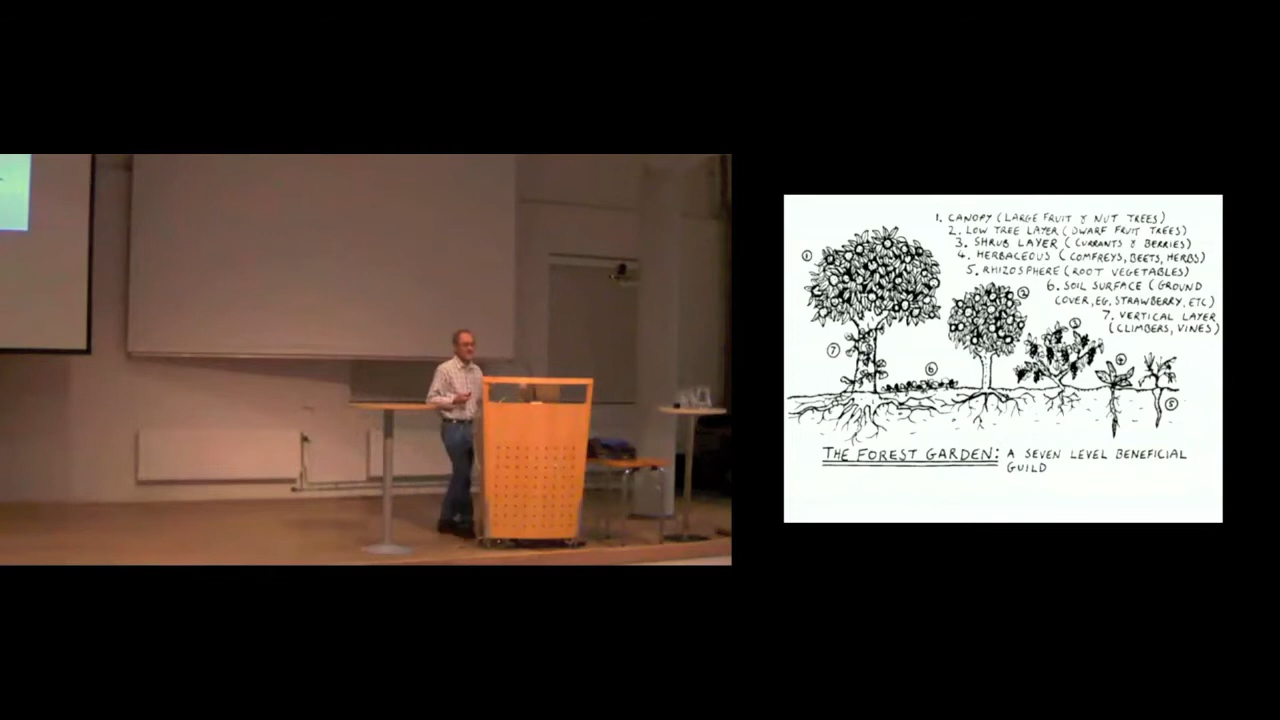 1. CANOPY (LARGE FRUIT & NUT TREES)
2. LOW TREE LAYER (DWARF FRUIT TREES)
3. SHRUB LAYER (CURRANTS & BERRIES)
4. HERBACEOUS (COMFREYS, BEETS, HERBS)
5. RHIZOSPHERE (ROOT VEGETABLES)
6. SOIL SURFACE (GROUND
COVER, EG, STRAWBERRY, ETC)
7. VERTICAL LAYER
(CLIMBERS, VINES)
1
2
3
7
6
4
5
THE FOREST GARDEN: A SEVEN LEVEL BENEFICIAL
GUILD